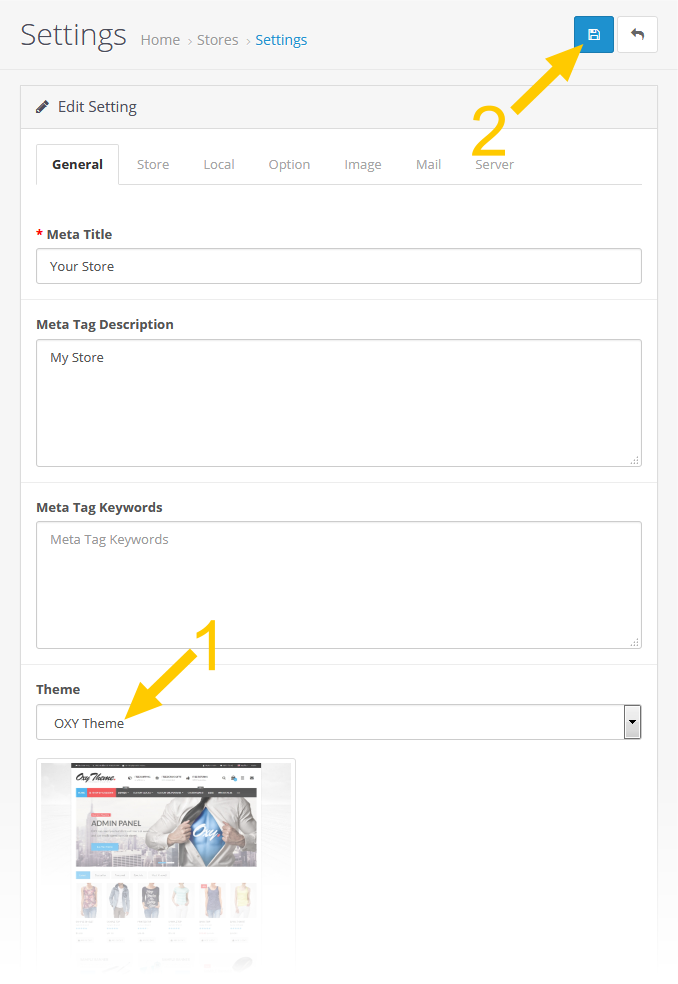 Settings Home › Stores › Settings
2
Edit Setting
General Store Local Option Image Mail Server
* Meta Title
Your Store
Meta Tag Description
My Store
Meta Tag Keywords
Meta Tag Keywords
1
Theme
OXY Theme
Oxy Theme.
ADMIN PANEL
Oxy